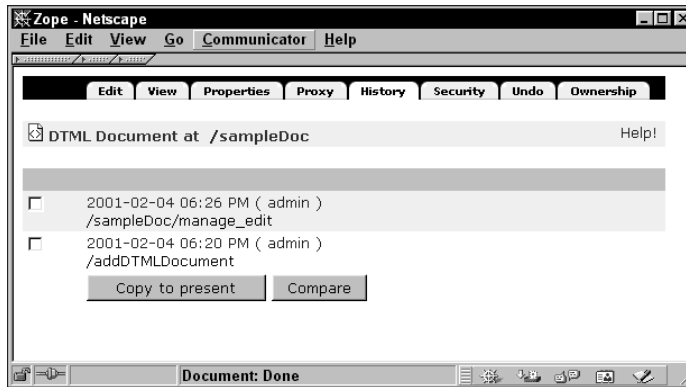 Zope - Netscape
File Edit View Go Communicator Help
Edit View Properties Proxy History Security Undo Ownership
DTML Document at /sampleDoc Help!
2001-02-04 06:26 PM ( admin )
/sampleDoc/manage_edit
2001-02-04 06:20 PM ( admin )
/addDTMLDocument
Copy to present Compare
Document: Done